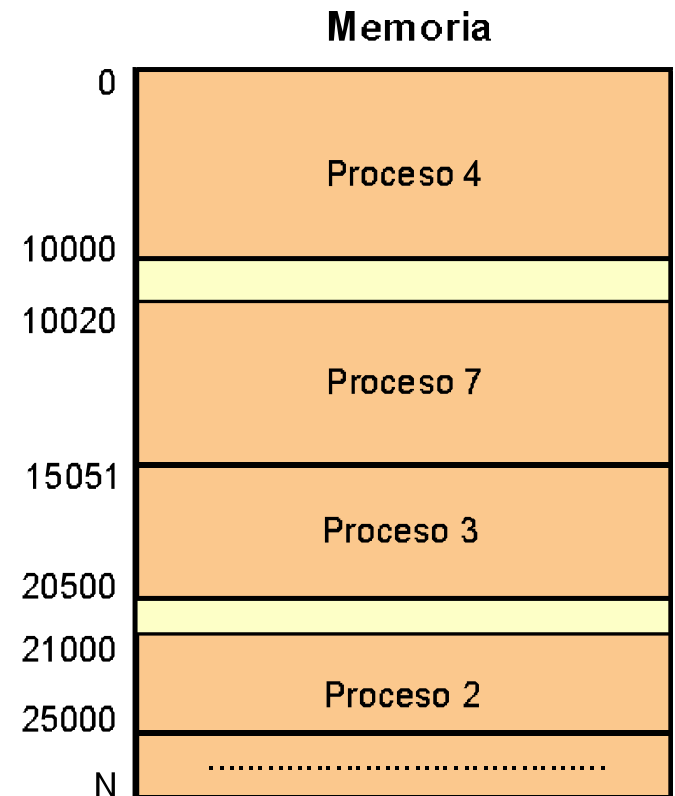 Memoria
0
Proceso 4
10000
10020
Proceso 7
15051
Proceso 3
20500
21000
Proceso 2
25000
........................................
N